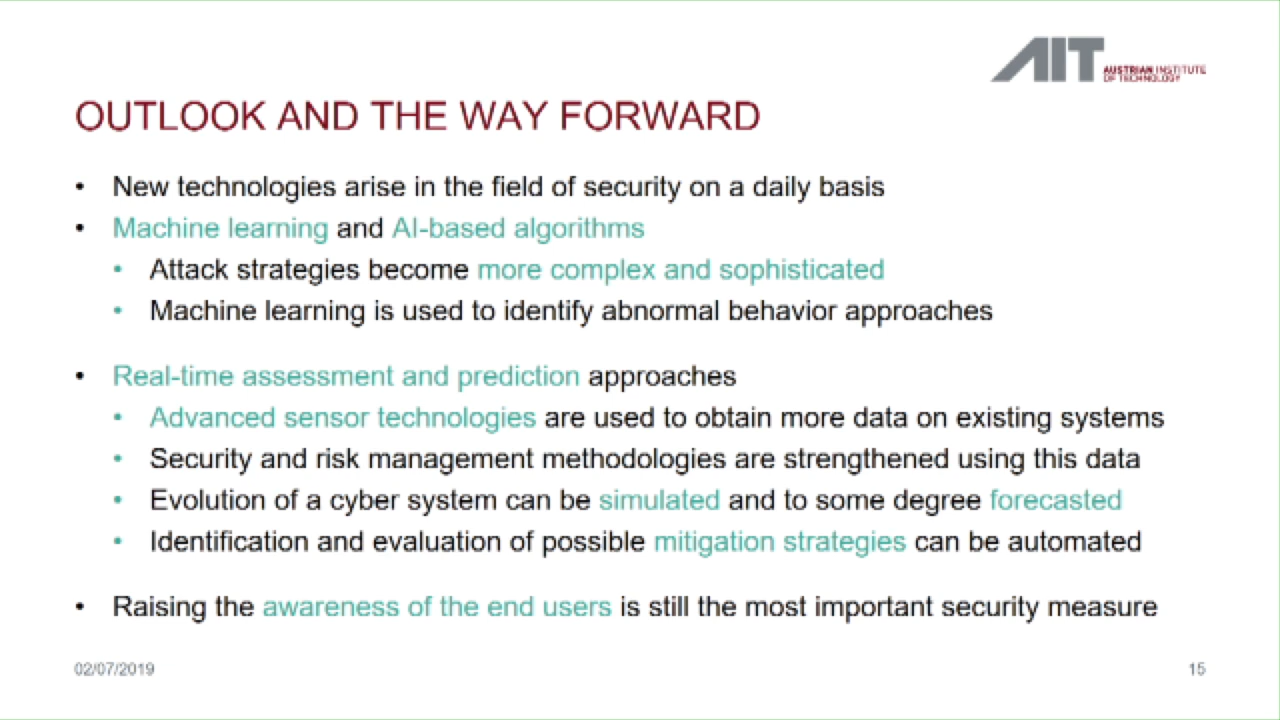 AIT AUSTRIAN INSTITUTE
OF TECHNOLOGY
OUTLOOK AND THE WAY FORWARD
• New technologies arise in the field of security on a daily basis
• Machine learning and AI-based algorithms
• Attack strategies become more complex and sophisticated
• Machine learning is used to identify abnormal behavior approaches
• Real-time assessment and prediction approaches
• Advanced sensor technologies are used to obtain more data on existing systems
• Security and risk management methodologies are strengthened using this data
• Evolution of a cyber system can be simulated and to some degree forecasted
• Identification and evaluation of possible mitigation strategies can be automated
• Raising the awareness of the end users is still the most important security measure
02/07/2019
15